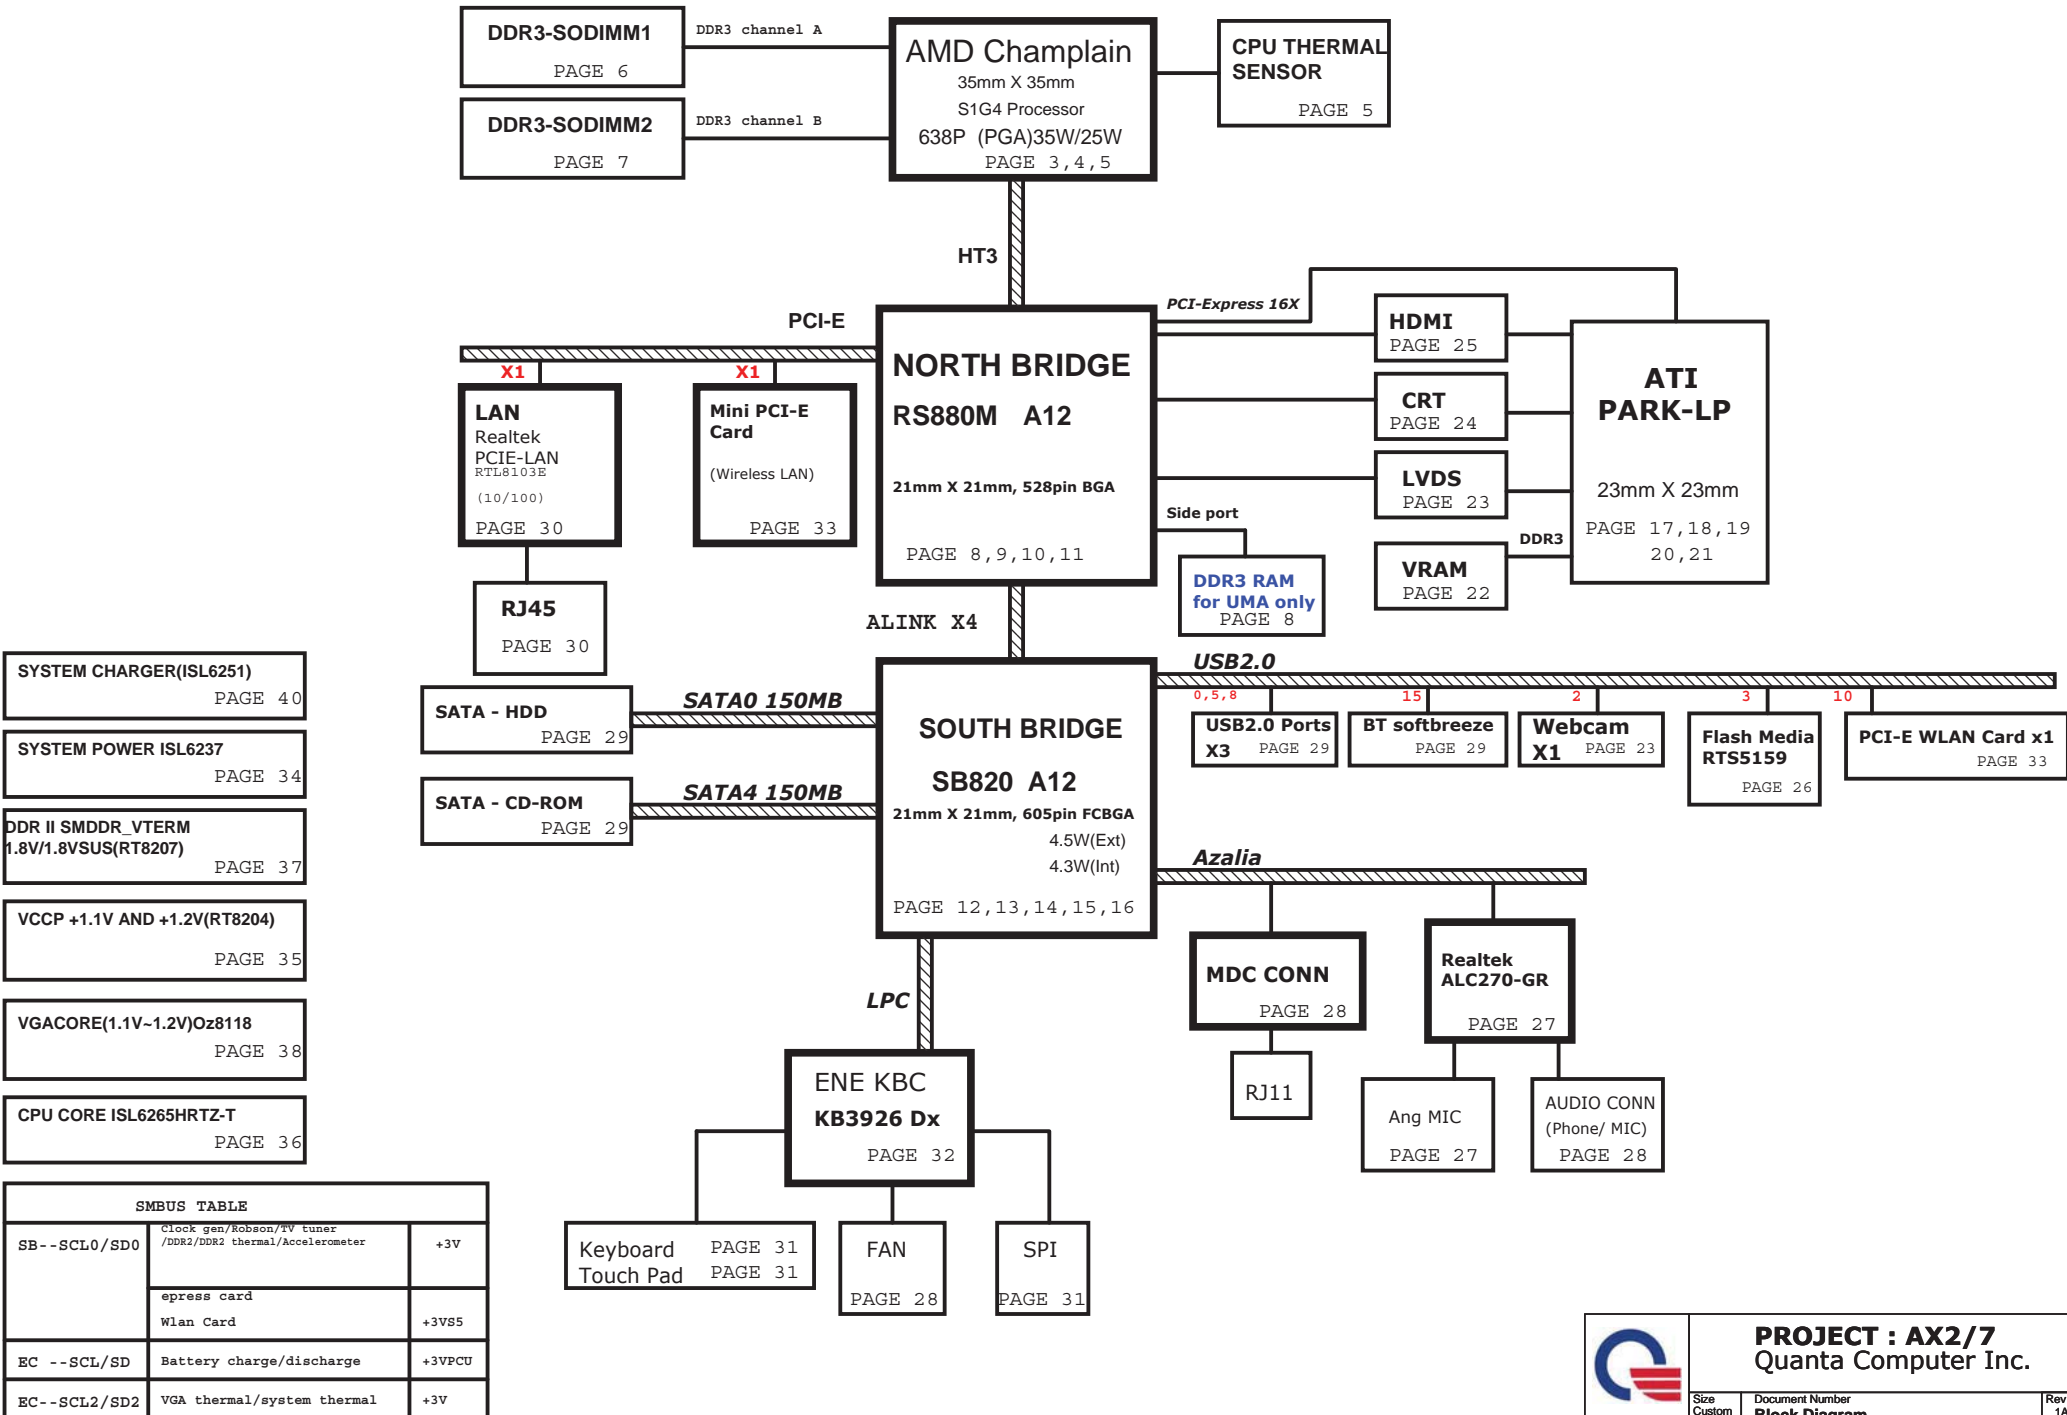 DDR3-SODIMM1
PAGE 6
DDR3 channel A
DDR3-SODIMM2
PAGE 7
DDR3 channel B
AMD Champlain
35mm X 35mm
S1G4 Processor
638P (PGA)35W/25W
PAGE 3,4,5
CPU THERMAL
SENSOR
PAGE 5
HT3
PCI-E
X1
X1
LAN
Realtek
PCIE-LAN
RTL8103E
(10/100)
PAGE 30
Mini PCI-E
Card
(Wireless LAN)
PAGE 33
RJ45
PAGE 30
NORTH BRIDGE
RS880M A12
21mm X 21mm, 528pin BGA
PAGE 8,9,10,11
PCI-Express 16X
HDMI
PAGE 25
CRT
PAGE 24
LVDS
PAGE 23
VRAM
PAGE 22
DDR3
ATI
PARK-LP
23mm X 23mm
PAGE 17,18,19
20,21
Side port
DDR3 RAM
for UMA only
PAGE 8
ALINK X4
SYSTEM CHARGER(ISL6251)
PAGE 40
SYSTEM POWER ISL6237
PAGE 34
DDR II SMDDR_VTERM
1.8V/1.8VSUS(RT8207)
PAGE 37
VCCP +1.1V AND +1.2V(RT8204)
PAGE 35
VGACORE(1.1V~1.2V)Oz8118
PAGE 38
CPU CORE ISL6265HRTZ-T
PAGE 36
SATA - HDD
PAGE 29
SATA0 150MB
SATA - CD-ROM
PAGE 29
SATA4 150MB
SOUTH BRIDGE
SB820 A12
21mm X 21mm, 605pin FCBGA
4.5W(Ext)
4.3W(Int)
PAGE 12,13,14,15,16
USB2.0
0,5,8
15
2
3
10
USB2.0 Ports
X3 PAGE 29
BT softbreeze
PAGE 29
Webcam
X1 PAGE 23
Flash Media
RTS5159
PAGE 26
PCI-E WLAN Card x1
PAGE 33
Azalia
MDC CONN
PAGE 28
RJ11
Realtek
ALC270-GR
PAGE 27
Ang MIC
PAGE 27
AUDIO CONN
(Phone/ MIC)
PAGE 28
LPC
ENE KBC
KB3926 Dx
PAGE 32
Keyboard PAGE 31
Touch Pad PAGE 31
FAN
PAGE 28
SPI
PAGE 31
SMBUS TABLE
SB--SCL0/SD0
Clock gen/Robson/TV tuner
/DDR2/DDR2 thermal/Accelerometer
+3V
epress card
Wlan Card
+3VS5
EC --SCL/SD
Battery charge/discharge
+3VPCU
EC--SCL2/SD2
VGA thermal/system thermal
+3V
PROJECT : AX2/7
Quanta Computer Inc.
Size
Custom
Document Number
Block Diagram
Rev
1A